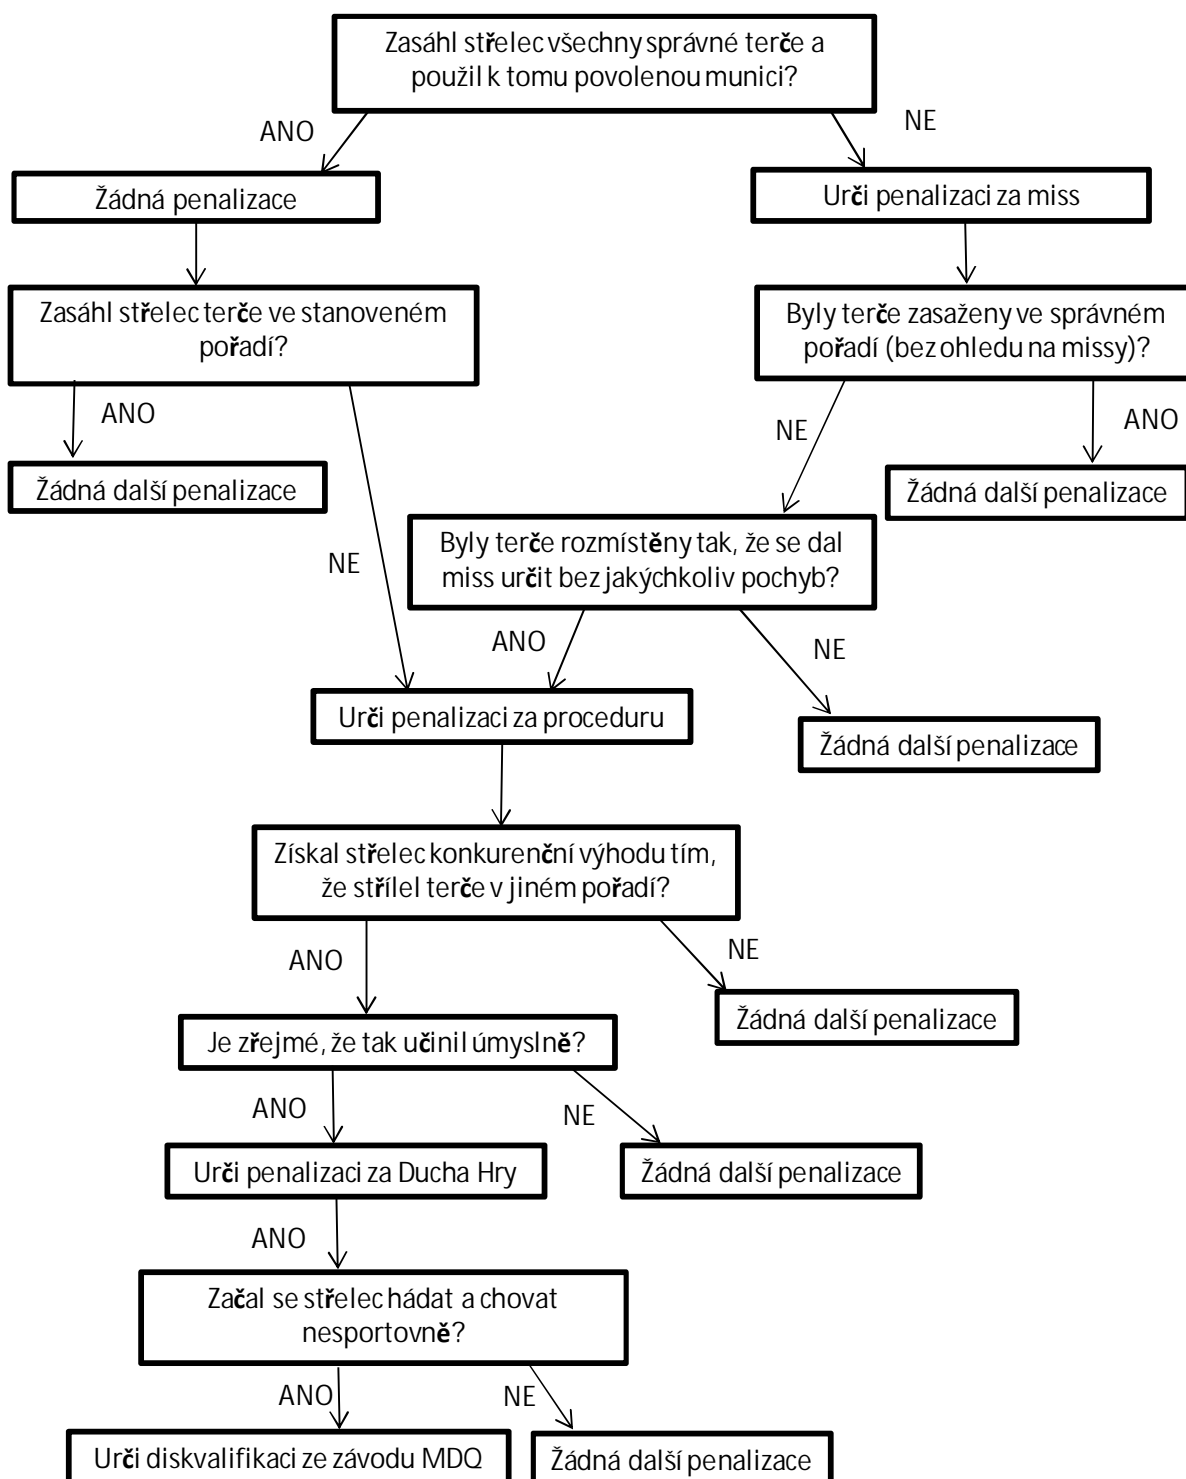 Zasáhl střelec všechny správné terče a
použil k tomu povolenou munici?
ANO
NE
Žádná penalizace
Urči penalizaci za miss
Zasáhl střelec terče ve stanoveném
pořadí?
Byly terče zasaženy ve správném
pořadí (bez ohledu na missy)?
ANO
NE
ANO
Žádná další penalizace
Žádná další penalizace
Byly terče rozmístěny tak, že se dal
miss určit bez jakýchkoliv pochyb?
NE
ANO
NE
Urči penalizaci za proceduru
Žádná další penalizace
Získal střelec konkurenční výhodu tím,
že střílel terče v jiném pořadí?
ANO
NE
Žádná další penalizace
Je zřejmé, že tak učinil úmyslně?
ANO
NE
Urči penalizaci za Ducha Hry
Žádná další penalizace
ANO
Začal se střelec hádat a chovat
nesportovně?
ANO
NE
Urči diskvalifikaci ze závodu MDQ
Žádná další penalizace